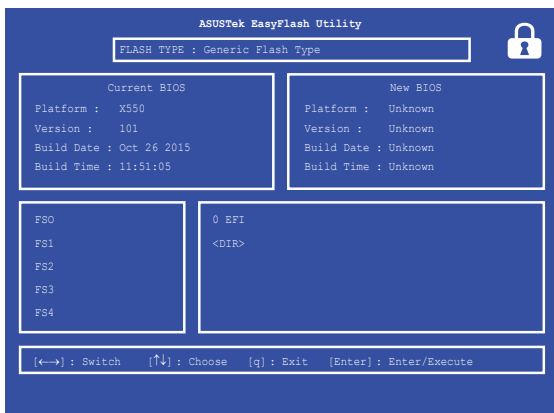 ASUSTek EasyFlash Utility
FLASH TYPE : Generic Flash Type
Current BIOS
Platform : X550
Version : 101
Build Date : Oct 26 2015
Build Time : 11:51:05
New BIOS
Platform : Unknown
Version : Unknown
Build Date : Unknown
Build Time : Unknown
FSO
FS1
FS2
FS3
FS4
0 EFI
<DIR>
[←→] : Switch [↑↓] : Choose [q] : Exit [Enter] : Enter/Execute